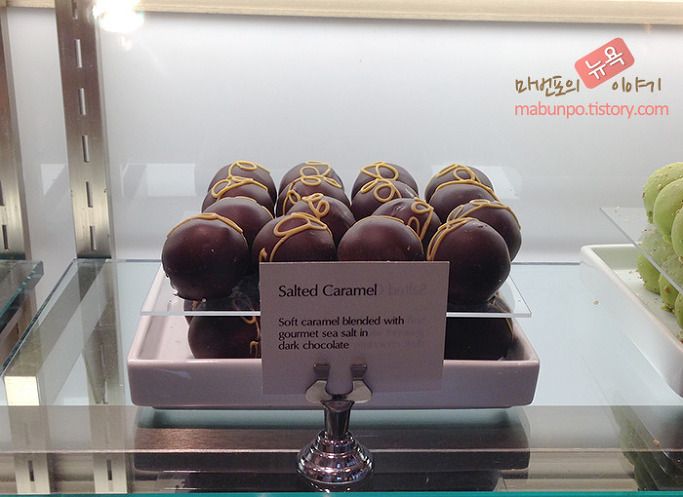 마번포의 뉴욕 이야기
mabunpo.tistory.com
Salted Caramel
Soft caramel blended with
gourmet sea salt in
dark chocolate